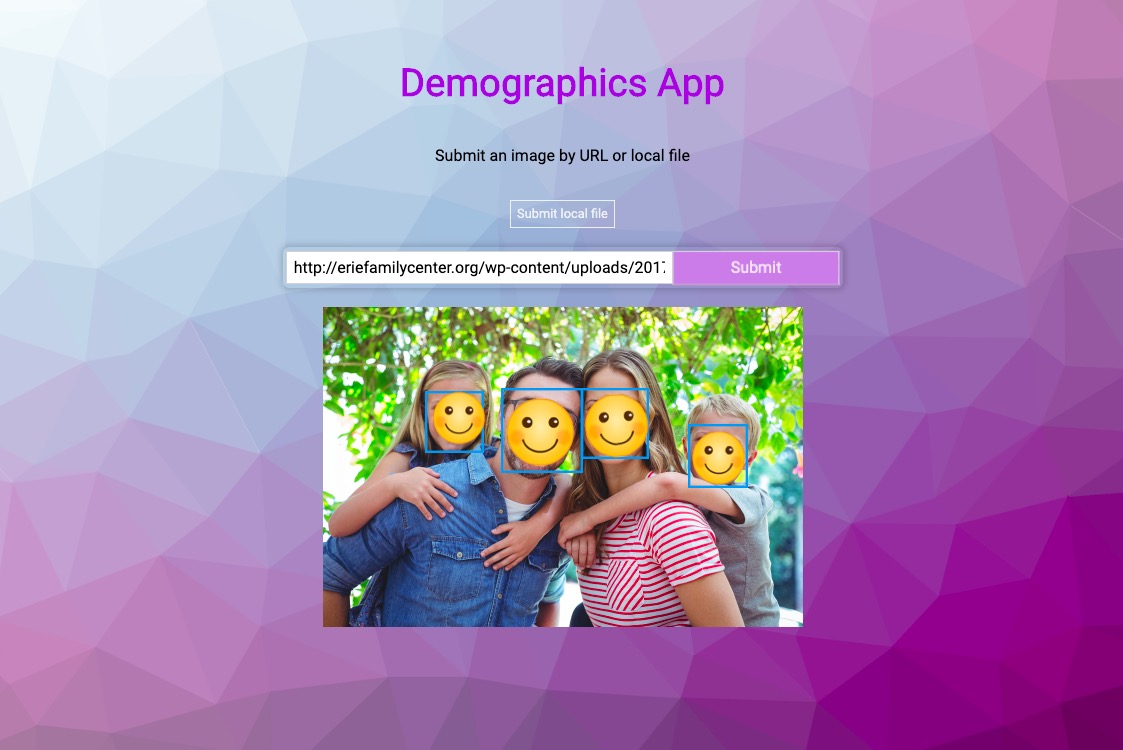 Demographics App
Submit an image by URL or local file
Submit local file
http://eriefamilycenter.org/wp-content/uploads/201
Submit